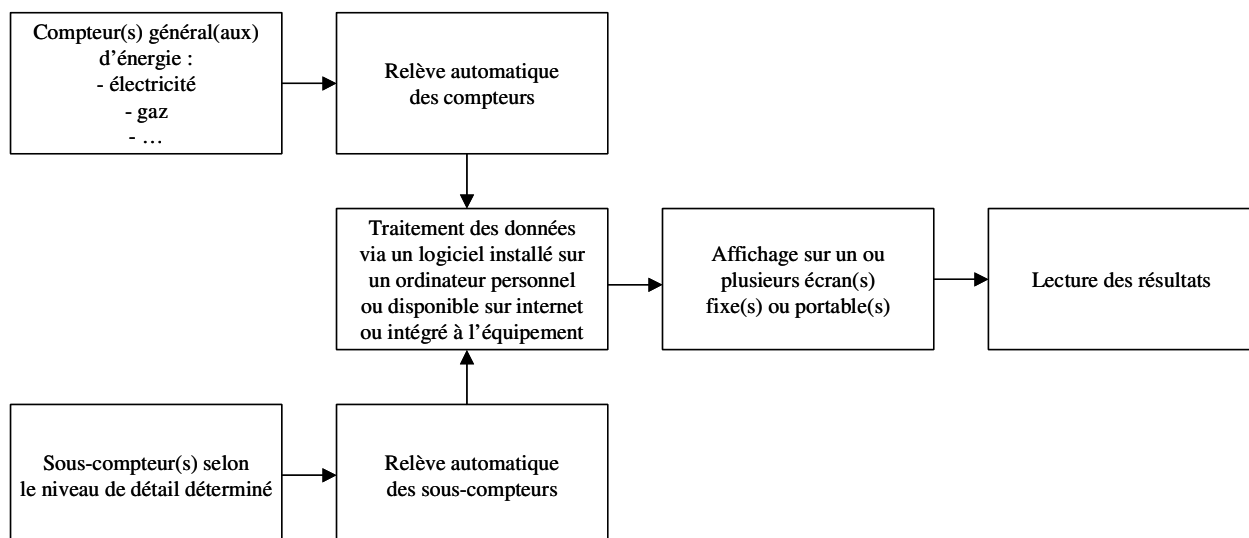 Compteur(s) général(aux)
d’énergie :
- électricité
- gaz
- …
Relève automatique
des compteurs
Traitement des données
via un logiciel installé sur
un ordinateur personnel
ou disponible sur internet
ou intégré à l’équipement
Affichage sur un ou
plusieurs écran(s)
fixe(s) ou portable(s)
Lecture des résultats
Sous-compteur(s) selon
le niveau de détail déterminé
Relève automatique
des sous-compteurs